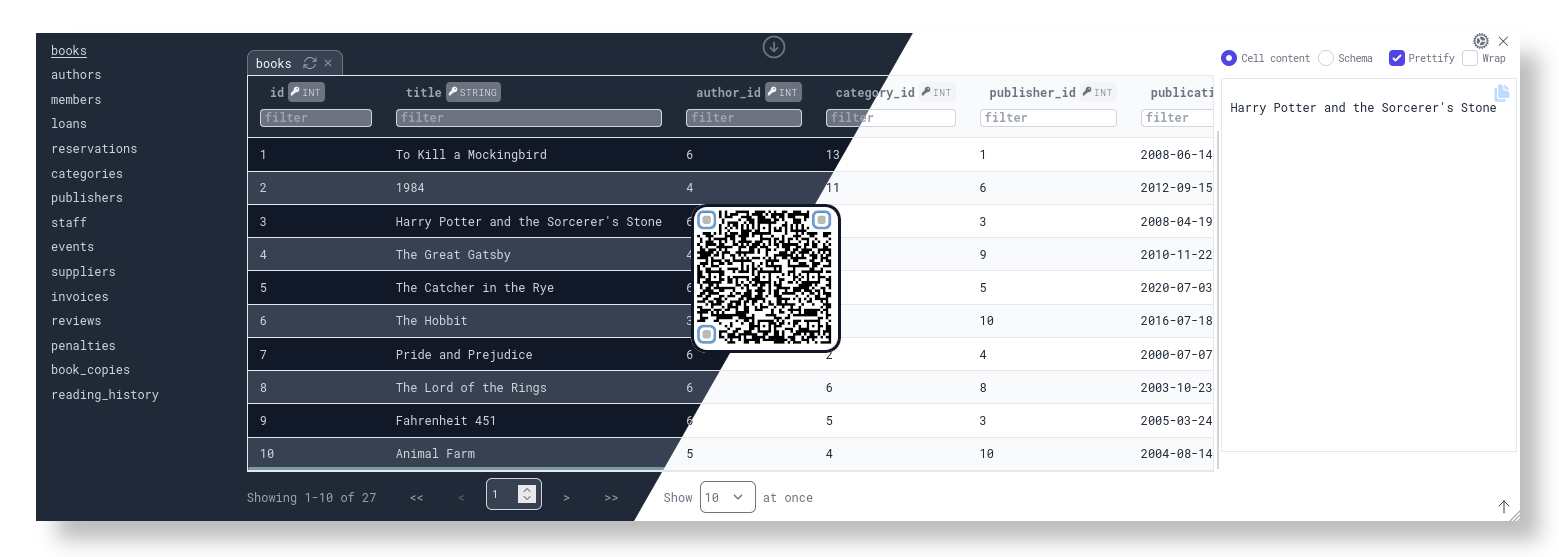 books
authors
members
loans
reservations
categories
publishers
staff
events
suppliers
invoices
reviews
penalties
book_copies
reading_history
books
id INT title STRING author_id INT category_id INT publisher_id INT publicati
filter filter filter filter filter filter
1 To Kill a Mockingbird 6 13 1 2008-06-14
2 1984 4 11 6 2012-09-15
3 Harry Potter and the Sorcerer's Stone 3 2008-04-19
4 The Great Gatsby 9 2010-11-22
5 The Catcher in the Rye 5 2020-07-03
6 The Hobbit 10 2016-07-18
7 Pride and Prejudice 6 2 4 2000-07-07
8 The Lord of the Rings 6 6 8 2003-10-23
9 Fahrenheit 451 6 5 3 2005-03-24
10 Animal Farm 5 4 10 2004-08-14
Showing 1-10 of 27 << < 1 > >> Show 10 at once
Cell content Schema Prettify Wrap
Harry Potter and the Sorcerer's Stone